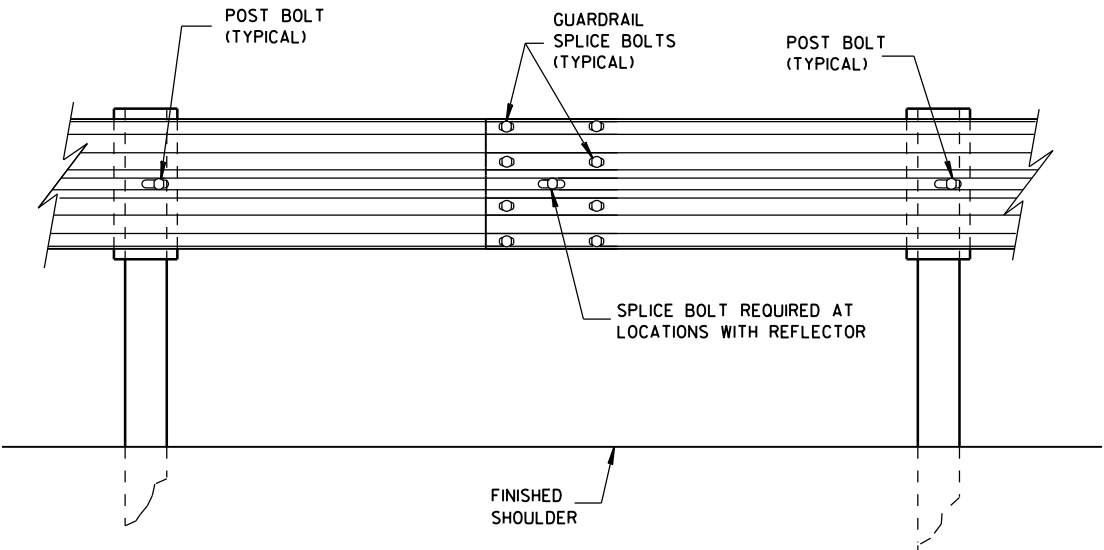 POST BOLT
(TYPICAL)
GUARDRAIL
SPLICE BOLTS
(TYPICAL)
POST BOLT
(TYPICAL)
SPLICE BOLT REQUIRED AT
LOCATIONS WITH REFLECTOR
FINISHED
SHOULDER